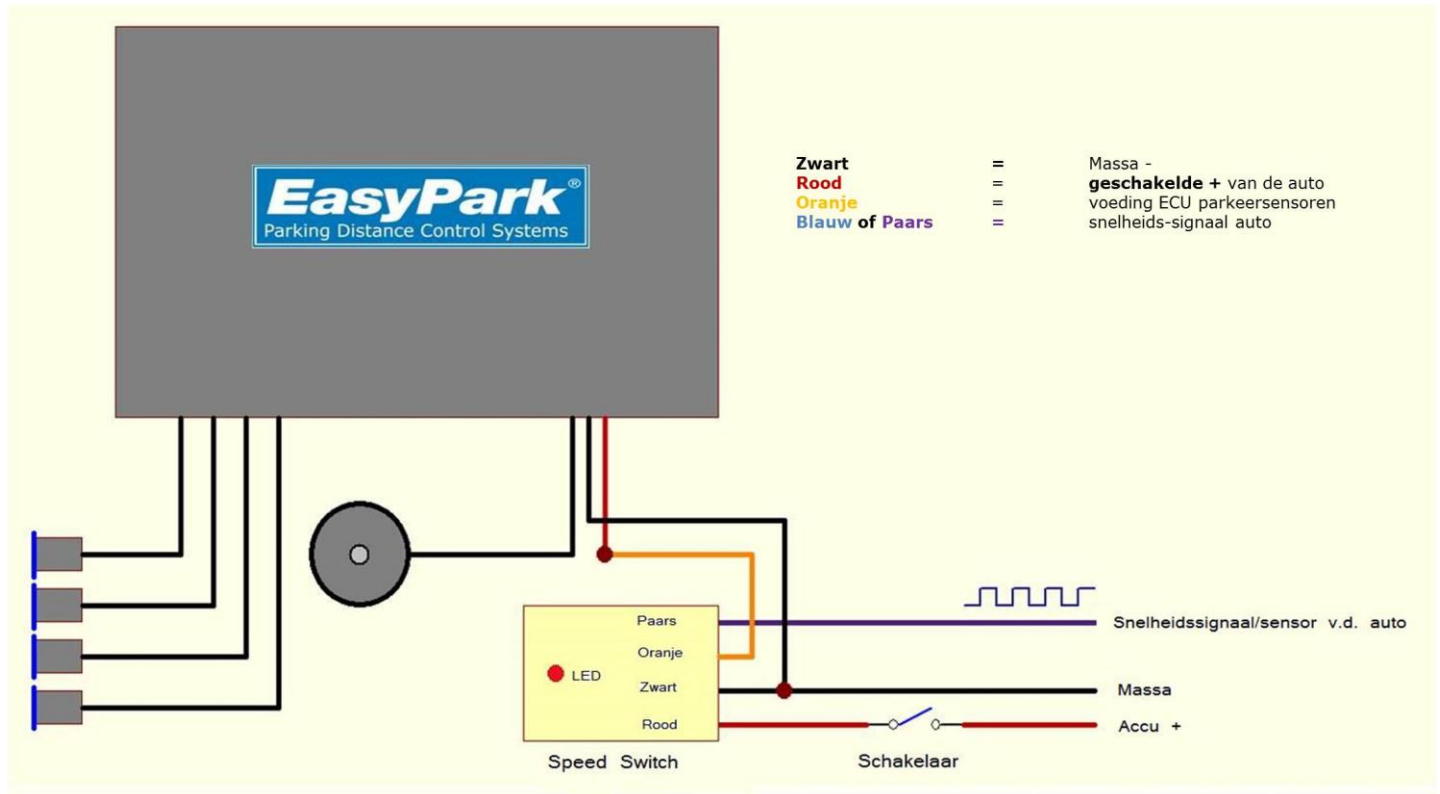 EasyPark®
Parking Distance Control Systems
Zwart = Massa -
Rood = geschakelde + van de auto
Oranje = voeding ECU parkeersensoren
Blauw of Paars = snelheids-signaal auto
Paars
Snelheidssignaal/sensor v.d. auto
Oranje
LED
Zwart
Massa
Rood
Accu +
Speed Switch
Schakelaar